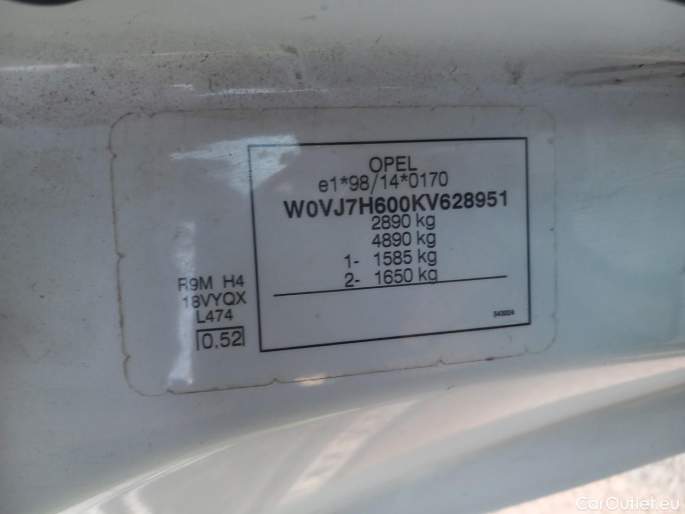 OPEL
e1*98/14*0170
W0VJ7H600KV628951
2890 kg
4890 kg
1- 1585 kg
2- 1650 kg
R9M H4
18VYQX
L474
0.52
CarOutlet.eu